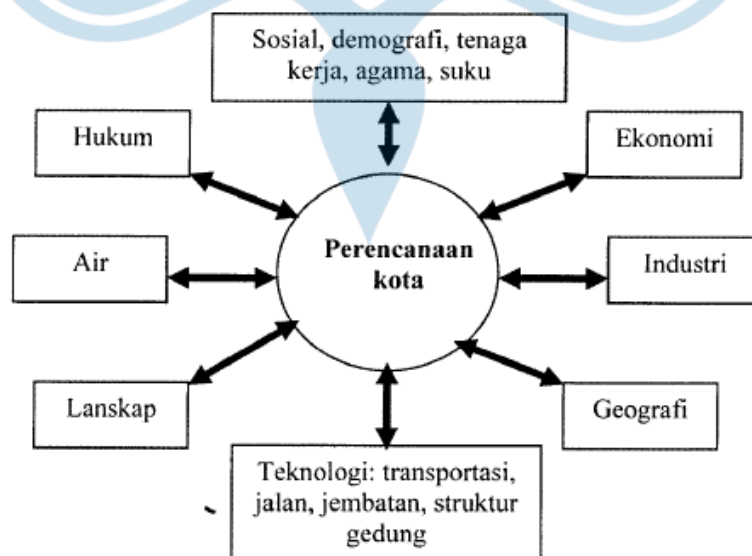 Sosial, demografi, tenaga
kerja, agama, suku
Hukum
Ekonomi
Perencanaan
kota
Air
Industri
Lanskap
Geografi
Teknologi: transportasi,
jalan, jembatan, struktur
gedung